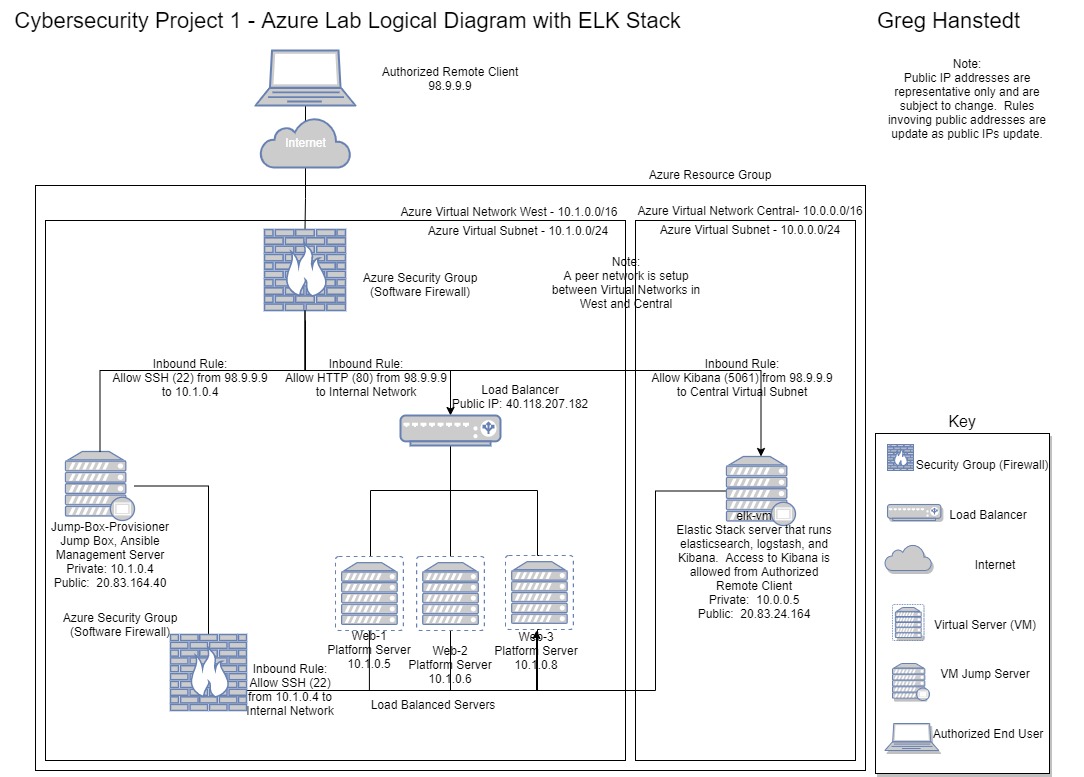 Cybersecurity Project 1 - Azure Lab Logical Diagram with ELK Stack
Greg Hanstedt
Note:
Public IP addresses are
representative only and are
subject to change. Rules
invoving public addresses are
update as public IPs update.
Authorized Remote Client
98.9.9.9
Internet
Azure Resource Group
Azure Virtual Network West - 10.1.0.0/16
Azure Virtual Subnet - 10.1.0.0/24
Azure Virtual Network Central- 10.0.0.0/16
Azure Virtual Subnet - 10.0.0.0/24
Note:
A peer network is setup
between Virtual Networks in
West and Central
Azure Security Group
(Software Firewall)
Inbound Rule:
Allow SSH (22) from 98.9.9.9
to 10.1.0.4
Inbound Rule:
Allow HTTP (80) from 98.9.9.9
to Internal Network
Inbound Rule:
Allow Kibana (5061) from 98.9.9.9
to Central Virtual Subnet
Load Balancer
Public IP: 40.118.207.182
Jump-Box-Provisioner
Jump Box, Ansible
Management Server
Private: 10.1.0.4
Public: 20.83.164.40
elk-vm
Elastic Stack server that runs
elasticsearch, logstash, and
Kibana. Access to Kibana is
allowed from Authorized
Remote Client
Private: 10.0.0.5
Public: 20.83.24.164
Azure Security Group
(Software Firewall)
Inbound Rule:
Allow SSH (22)
from 10.1.0.4 to
Internal Network
Web-1
Platform Server
10.1.0.5
Web-2
Platform Server
10.1.0.6
Web-3
Platform Server
10.1.0.8
Load Balanced Servers
Key
Security Group (Firewall)
Load Balancer
Internet
Virtual Server (VM)
VM Jump Server
Authorized End User